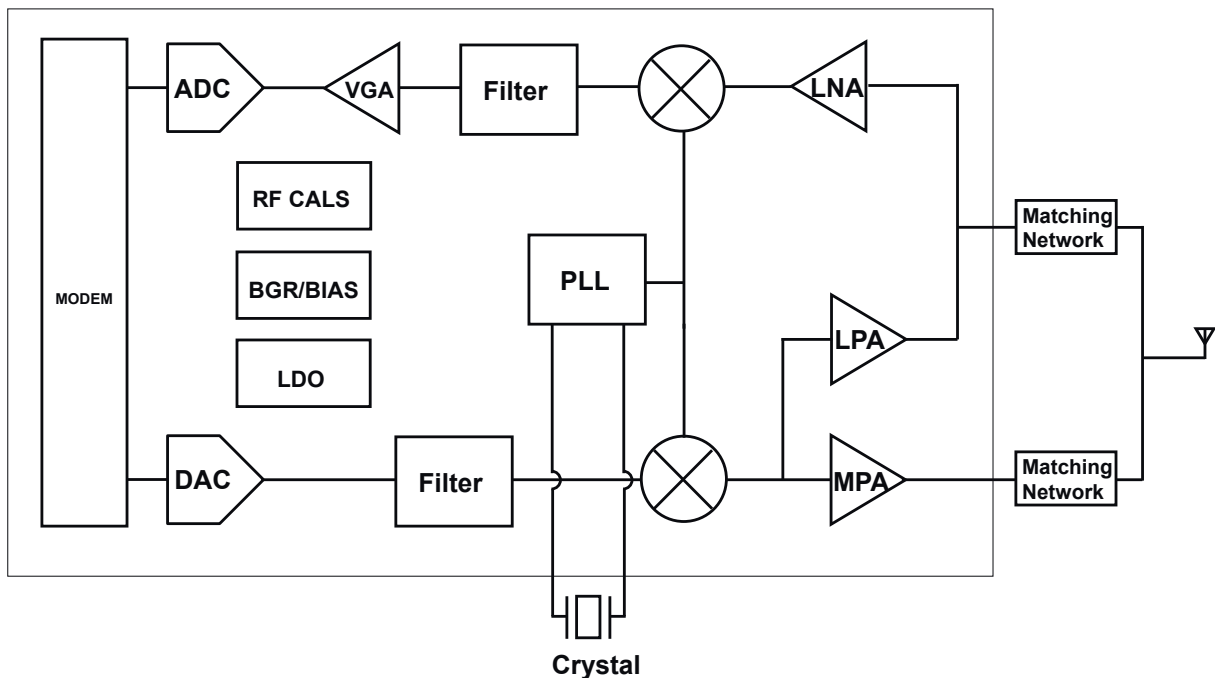 ADC
VGA
Filter
LNA
RF CALS
Matching
Network
MODEM
BGR/BIAS
PLL
LPA
LDO
DAC
Filter
MPA
Matching
Network
Crystal